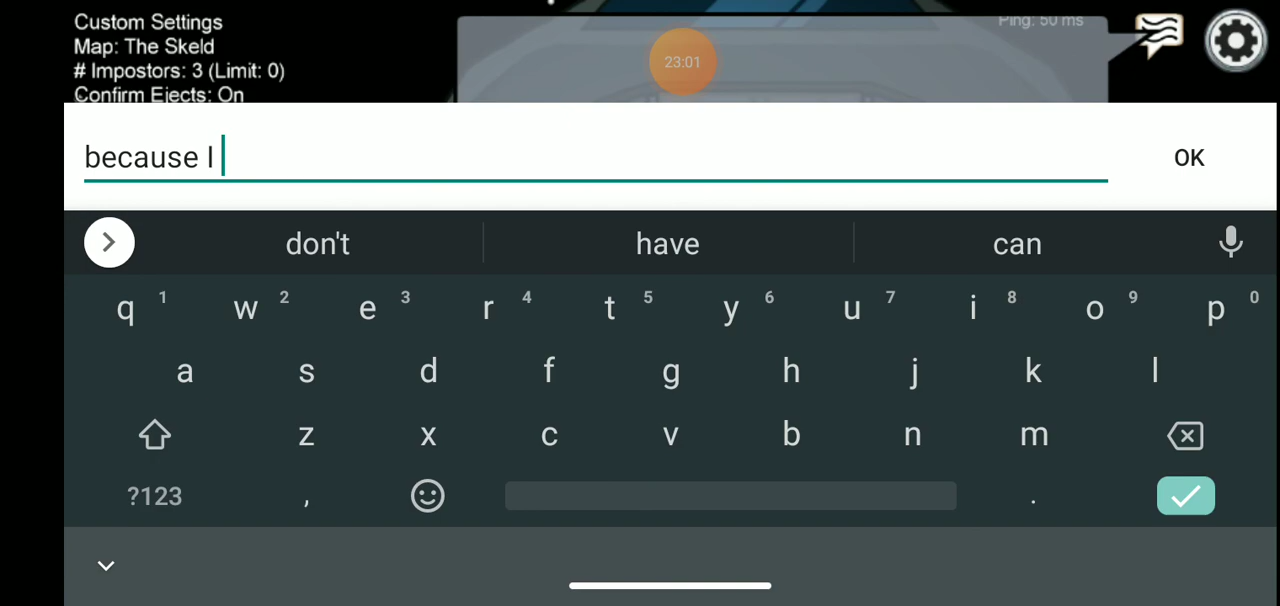 Custom Settings
Map: The Skeld
# Impostors: 3 (Limit: 0)
Confirm Ejects: On
Ping: 50 ms
23:01
because I
OK
don't have can
q 1 w 2 e 3 r 4 t 5 y 6 u 7 i 8 o 9 p 0
a s d f g h j k l
z x c v b n m
?123 , .